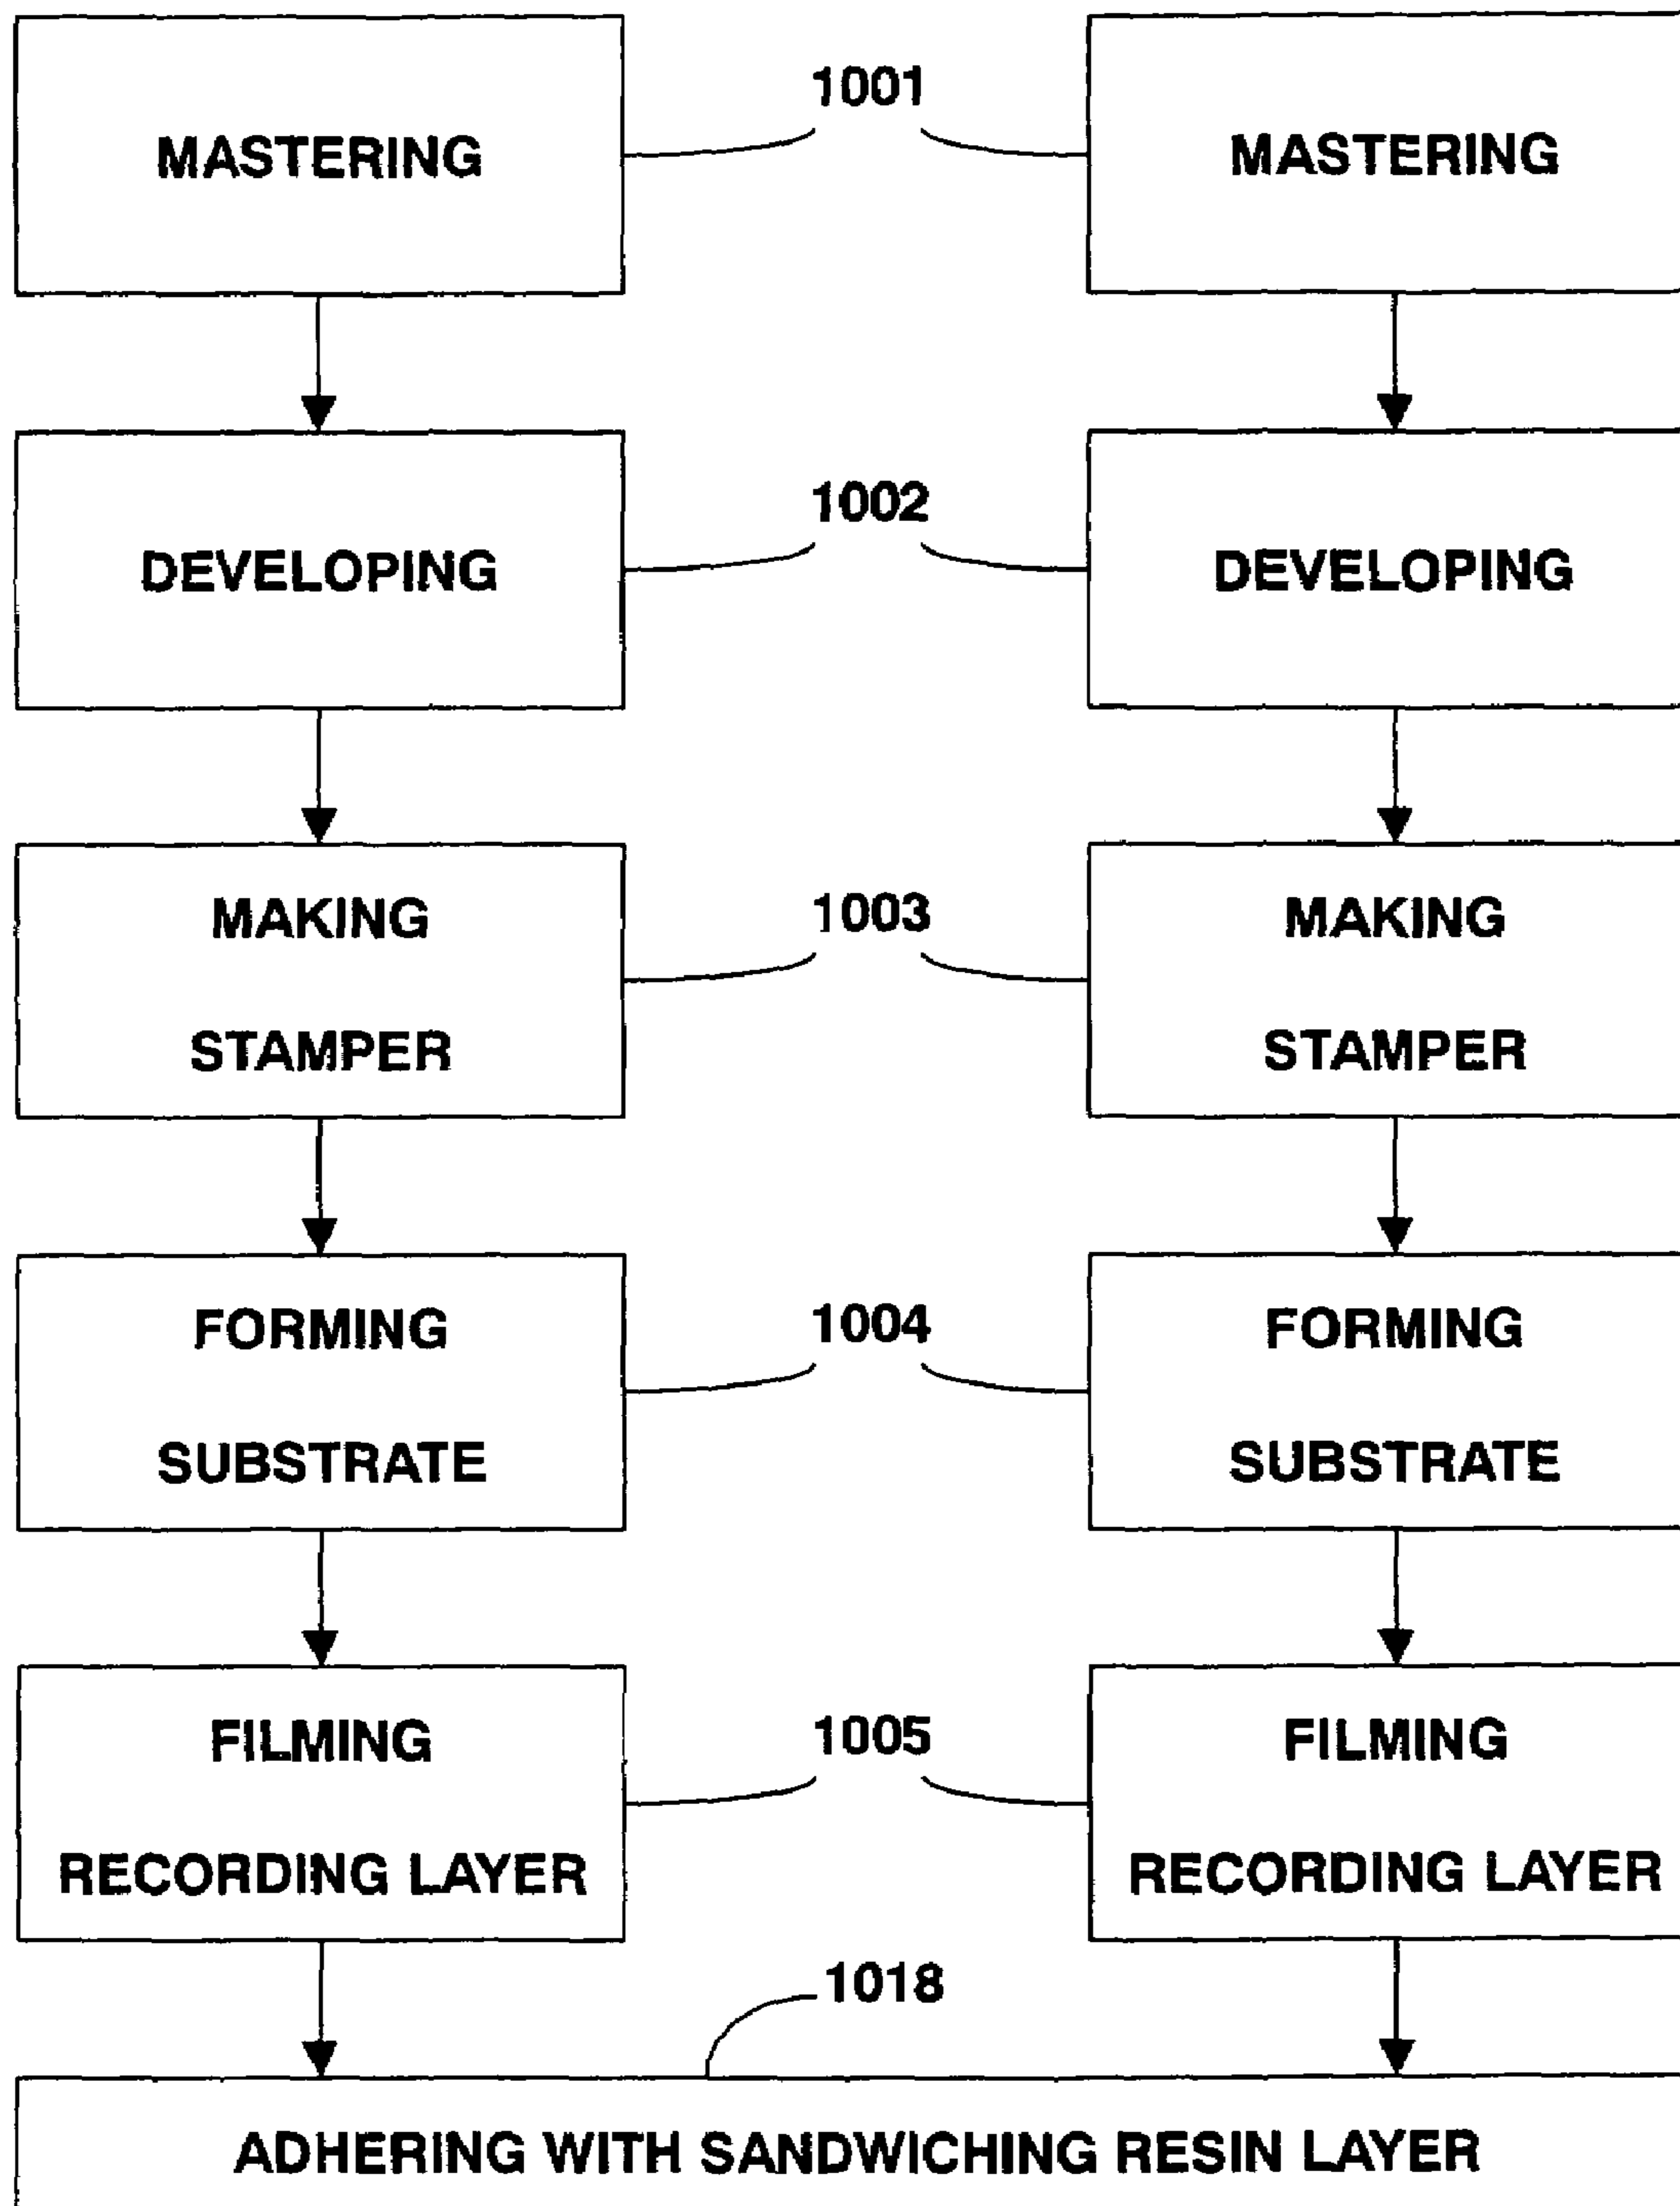 MASTERING
1001
MASTERING
DEVELOPING
1002
DEVELOPING
MAKING
STAMPER
1003
MAKING
STAMPER
FORMING
SUBSTRATE
1004
FORMING
SUBSTRATE
FILMING
RECORDING LAYER
1005
FILMING
RECORDING LAYER
1018
ADHERING WITH SANDWICHING RESIN LAYER